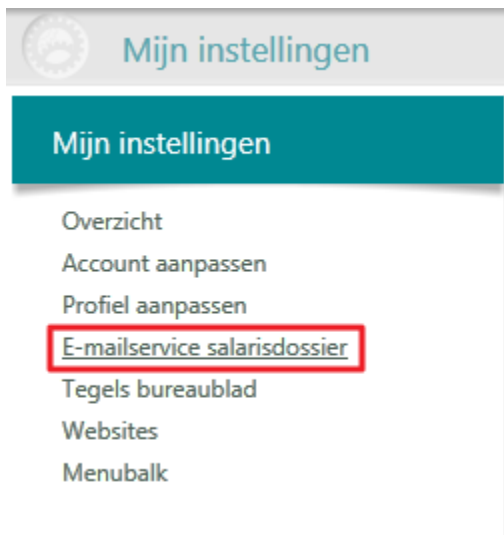 Mijn instellingen
Mijn instellingen
Overzicht
Account aanpassen
Profiel aanpassen
E-mailservice salarisdossier
Tegels bureaublad
Websites
Menubalk